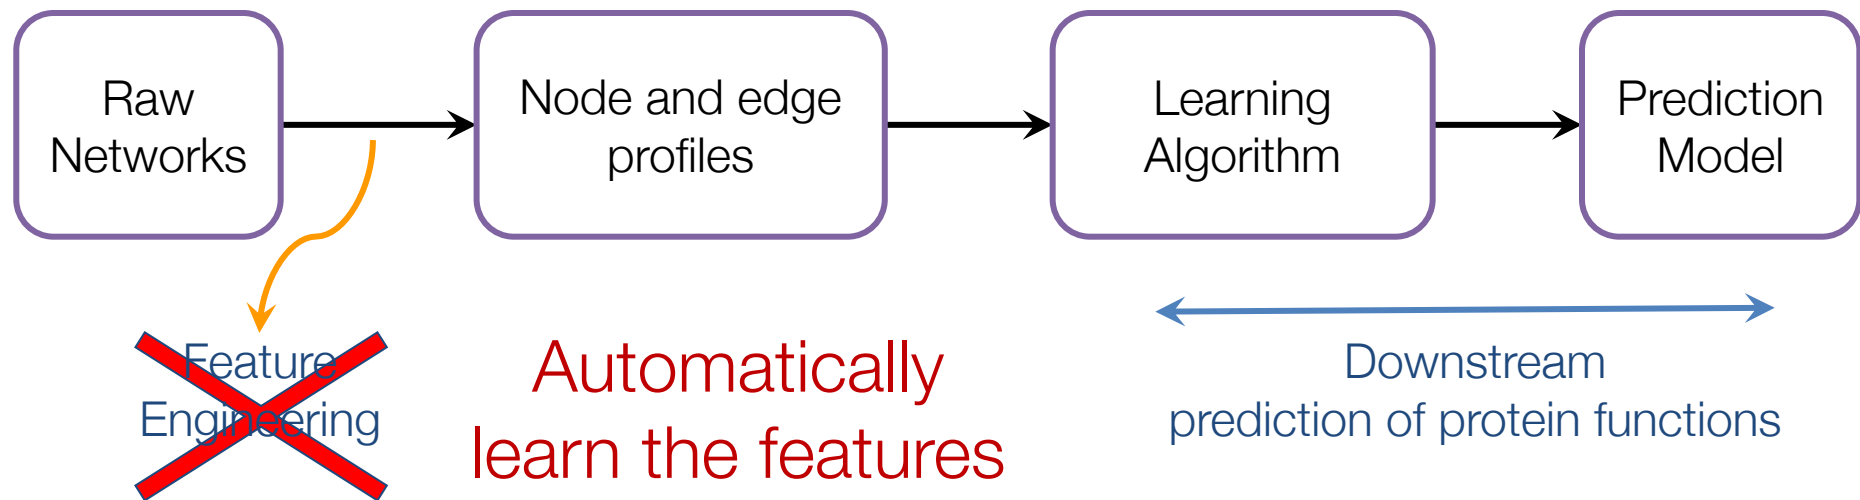 Raw
Networks
Node and edge
profiles
Learning
Algorithm
Prediction
Model
Feature
Engineering
Automatically
learn the features
Downstream
prediction of protein functions